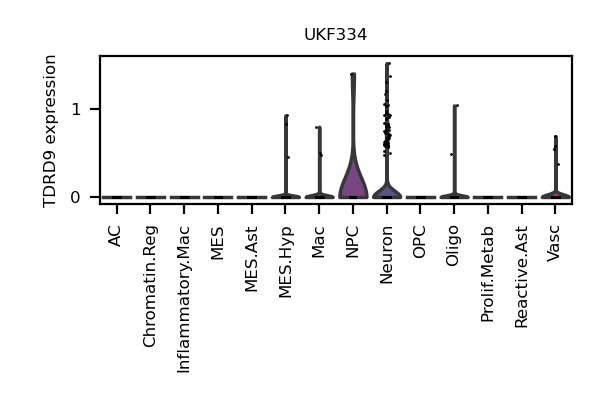 UKF334
TDRD9 expression
1
0
AC
Chromatin.Reg
Inflammatory.Mac
MES
MES.Ast
MES.Hyp
Mac
NPC
Neuron
OPC
Oligo
Prolif.Metab
Reactive.Ast
Vasc